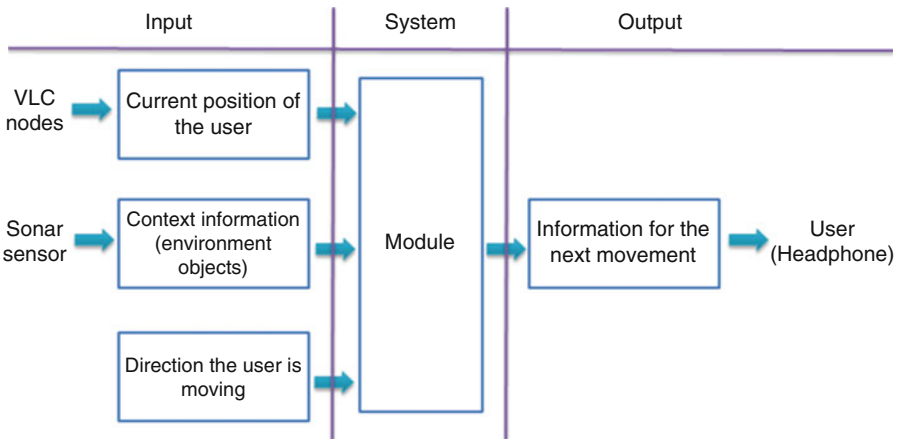 Input
System
Output
VLC
nodes
Current position of
the user
Sonar
sensor
Context information
(environment
objects)
Direction the user is
moving
Module
Information for the
next movement
User
(Headphone)